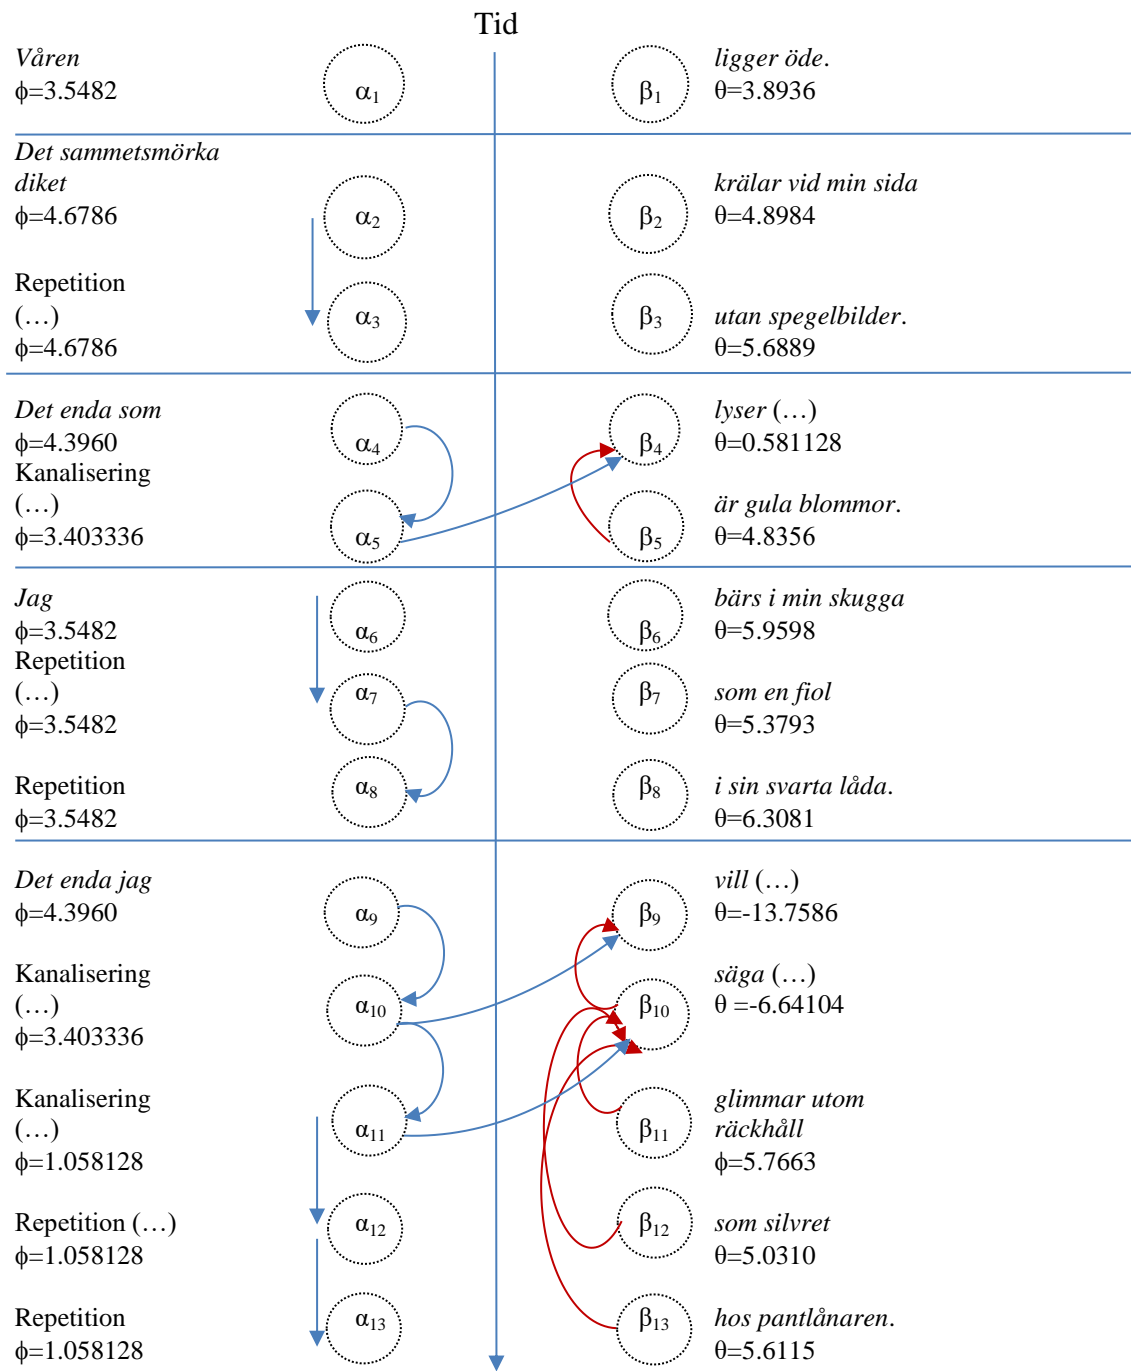 Tid
Våren
ϕ=3.5482
α1
β1
ligger öde.
θ=3.8936
Det sammetsmörka
diket
ϕ=4.6786
α2
β2
krälar vid min sida
θ=4.8984
Repetition
(…)
ϕ=4.6786
α3
β3
utan spegelbilder.
θ=5.6889
Det enda som
ϕ=4.3960
α4
β4
lyser (…)
θ=0.581128
Kanalisering
(…)
ϕ=3.403336
α5
β5
är gula blommor.
θ=4.8356
Jag
ϕ=3.5482
α6
β6
bärs i min skugga
θ=5.9598
Repetition
(…)
ϕ=3.5482
α7
β7
som en fiol
θ=5.3793
Repetition
ϕ=3.5482
α8
β8
i sin svarta låda.
θ=6.3081
Det enda jag
ϕ=4.3960
α9
β9
vill (…)
θ=-13.7586
Kanalisering
(…)
ϕ=3.403336
α10
β10
säga (…)
θ =-6.64104
Kanalisering
(…)
ϕ=1.058128
α11
β11
glimmar utom
räckhåll
ϕ=5.7663
Repetition (…)
ϕ=1.058128
α12
β12
som silvret
θ=5.0310
Repetition
ϕ=1.058128
α13
β13
hos pantlånaren.
θ=5.6115